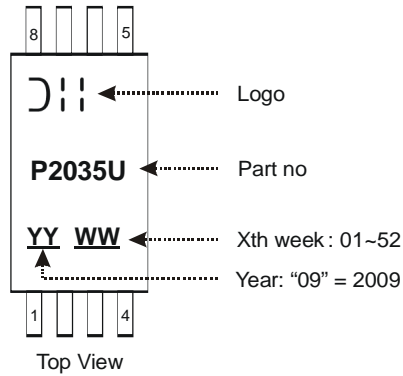 8 5
Logo
P2035U Part no
YY WW Xth week : 01~52
Year: “09” = 2009
1 4
Top View